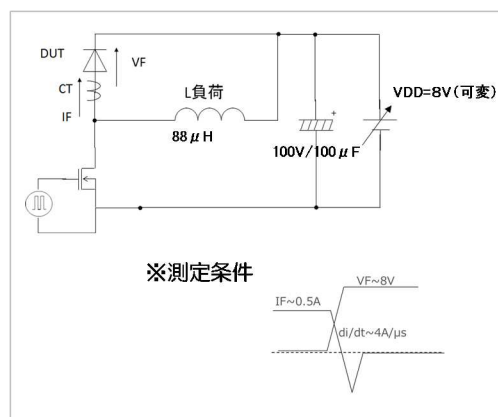 DUT
VF
CT
IF
L負荷
88μH
+
100V/100μF
VDD=8V(可変)
※測定条件
VF~8V
IF~0.5A
di/dt~4A/μs